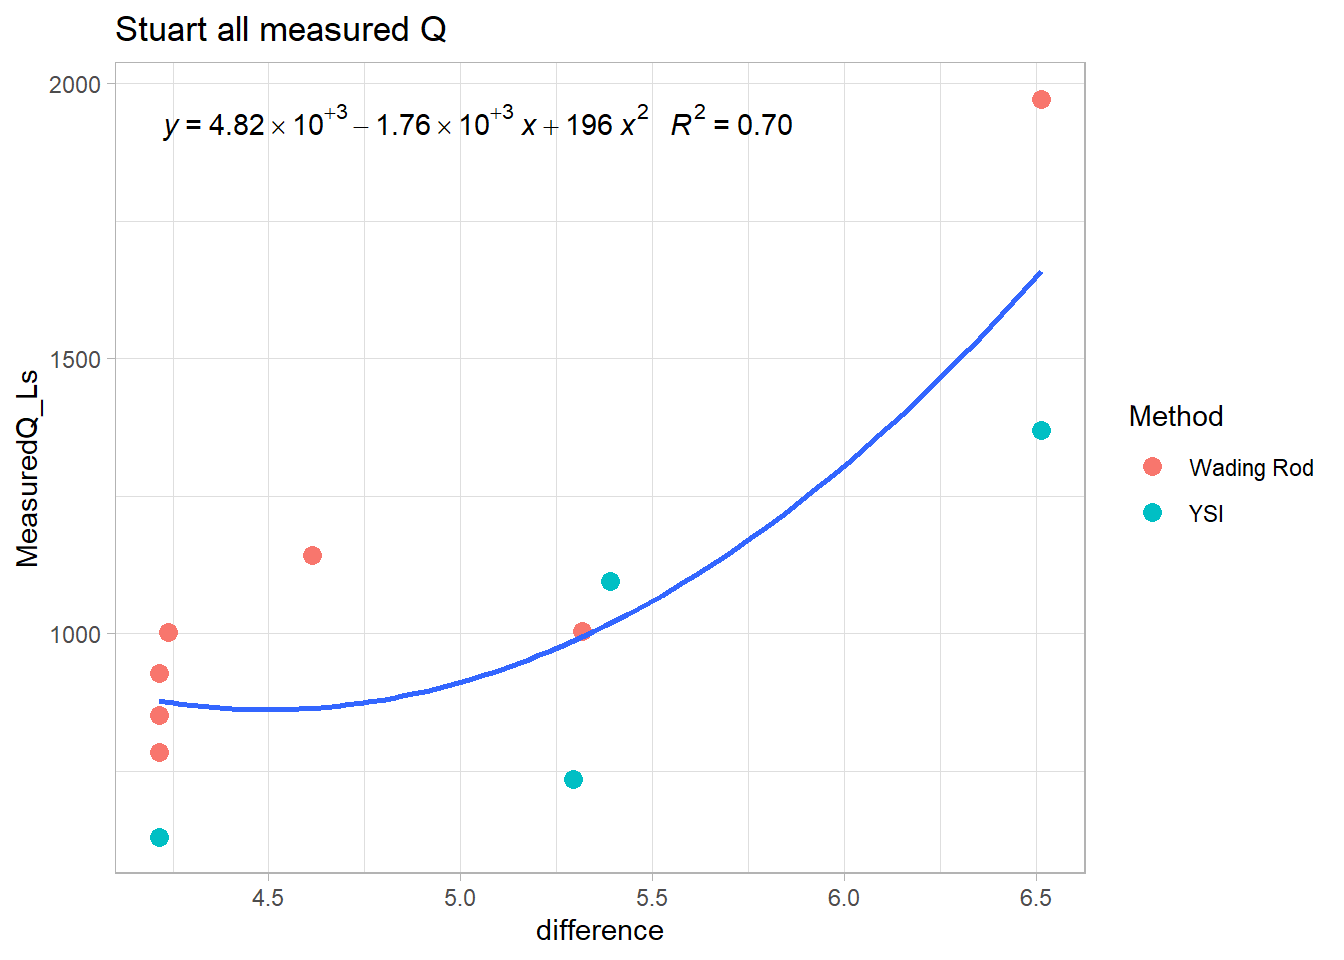 Stuart all measured Q
y = 4.82 × 10⁺³ − 1.76 × 10⁺³ x + 196 x²   R² = 0.70
2000
1500
1000
MeasuredQ_Ls
4.5 5.0 5.5 6.0 6.5
difference
Method
Wading Rod
YSI